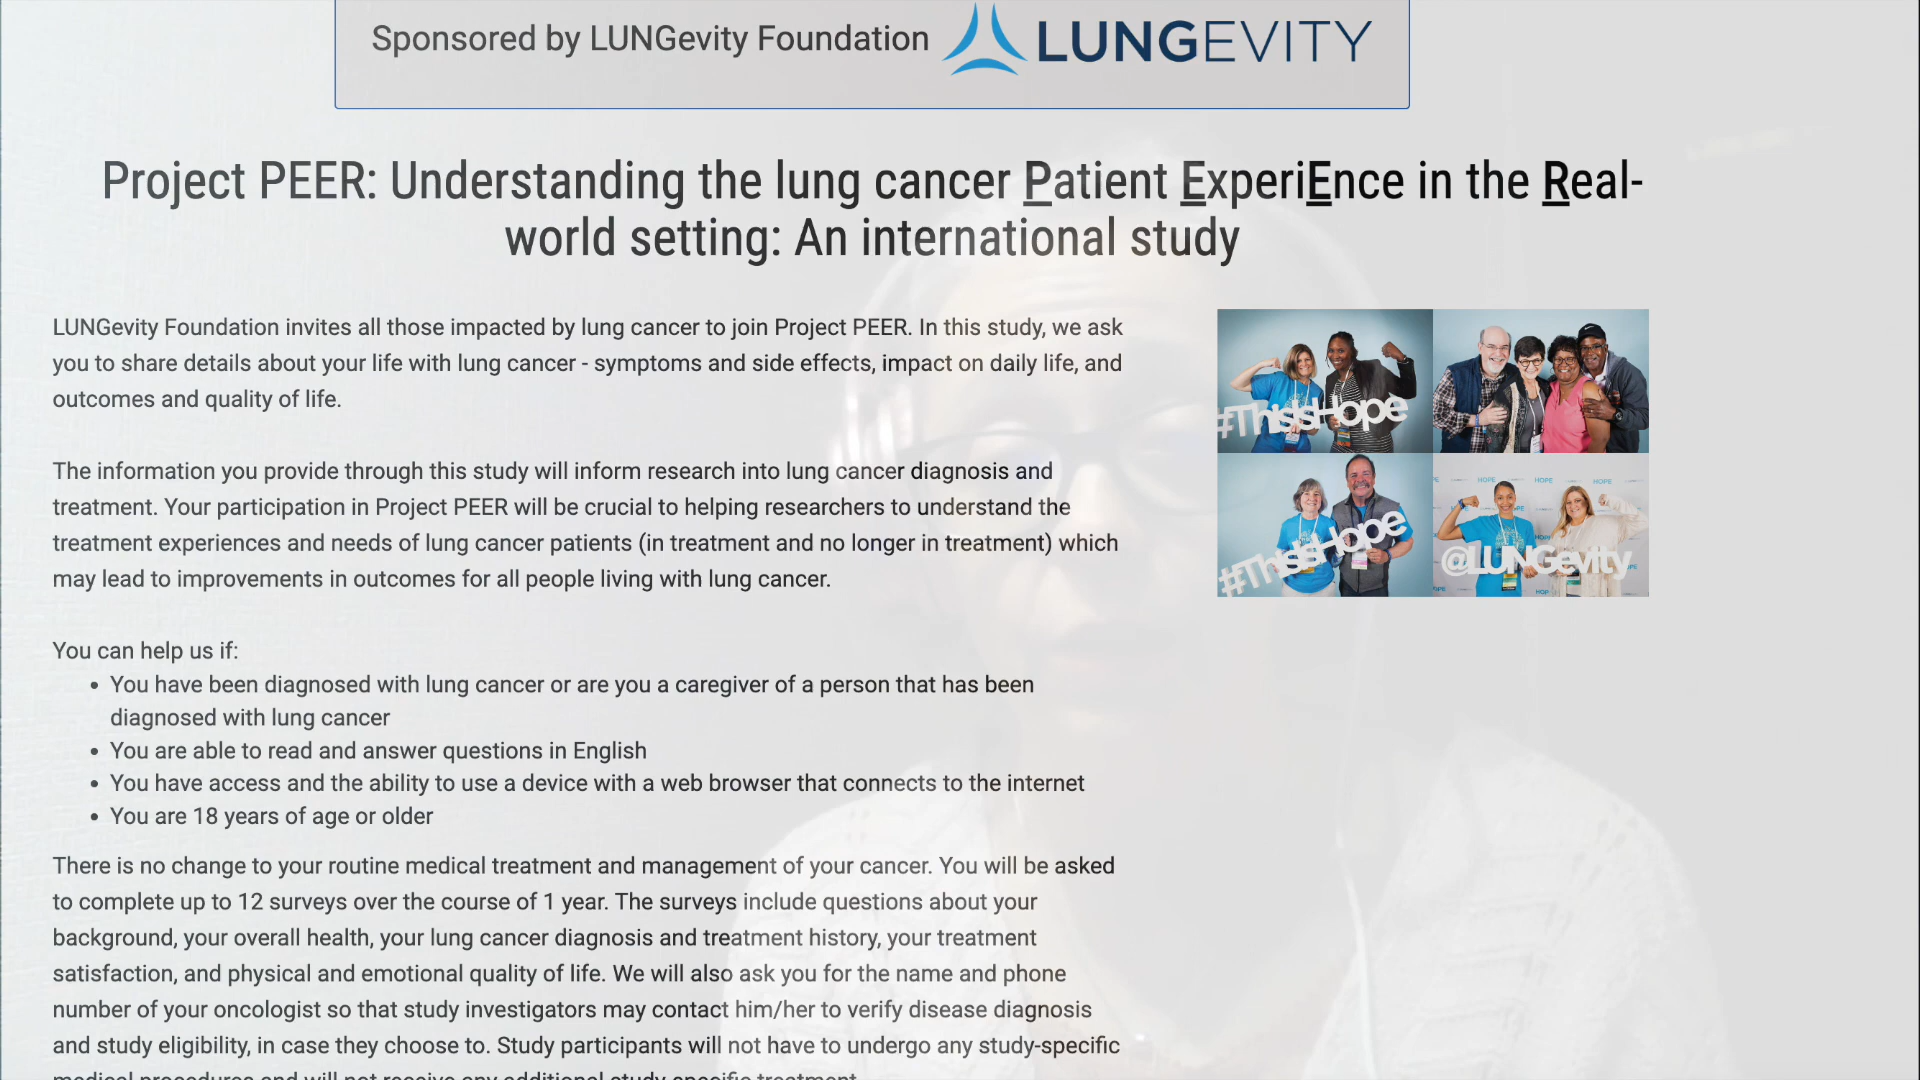 Sponsored by LUNGevity Foundation LUNGEVITY
Project PEER: Understanding the lung cancer Patient ExperiEnce in the Real-
world setting: An international study
LUNGevity Foundation invites all those impacted by lung cancer to join Project PEER. In this study, we ask
you to share details about your life with lung cancer - symptoms and side effects, impact on daily life, and
outcomes and quality of life.
The information you provide through this study will inform research into lung cancer diagnosis and
treatment. Your participation in Project PEER will be crucial to helping researchers to understand the
treatment experiences and needs of lung cancer patients (in treatment and no longer in treatment) which
may lead to improvements in outcomes for all people living with lung cancer.
You can help us if:
• You have been diagnosed with lung cancer or are you a caregiver of a person that has been
diagnosed with lung cancer
• You are able to read and answer questions in English
• You have access and the ability to use a device with a web browser that connects to the internet
• You are 18 years of age or older
There is no change to your routine medical treatment and management of your cancer. You will be asked
to complete up to 12 surveys over the course of 1 year. The surveys include questions about your
background, your overall health, your lung cancer diagnosis and treatment history, your treatment
satisfaction, and physical and emotional quality of life. We will also ask you for the name and phone
number of your oncologist so that study investigators may contact him/her to verify disease diagnosis
and study eligibility, in case they choose to. Study participants will not have to undergo any study-specific
medical procedures and will not receive any additional study-specific treatment.
#ThisIsHope
#ThisIsHope
HOPE
HOPE
HOPE
@LUNGevity